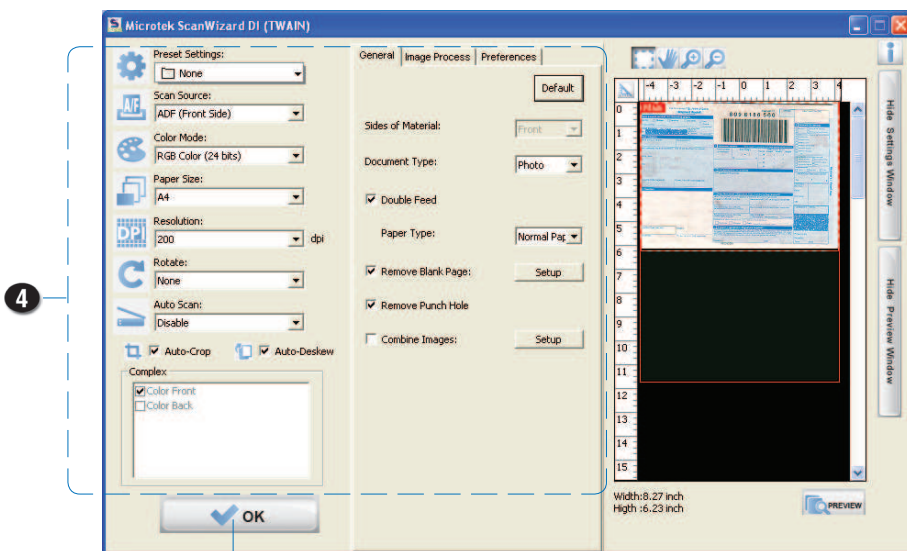 Microtek ScanWizard DI (TWAIN)
4
Preset Settings:
None
Scan Source:
A/F
ADF (Front Side)
Color Mode:
RGB Color (24 bits)
Paper Size:
A4
Resolution:
DPI
200
dpi
Rotate:
None
Auto Scan:
Disable
Auto-Crop
Auto-Deskew
Complex
Color Front
Color Back
OK
General
Image Process
Preferences
Default
Sides of Material:
Front
Document Type:
Photo
Double Feed
Paper Type:
Normal Pap
Remove Blank Page:
Setup
Remove Punch Hole
Combine Images:
Setup
-4 -3 -2 -1 0 1 2 3 4
0
1
2
3
4
5
6
7
8
9
10
11
12
13
14
15
Width:8.27 inch
Higth :6.23 inch
PREVIEW
i
Hide Settings Window
Hide Preview Window